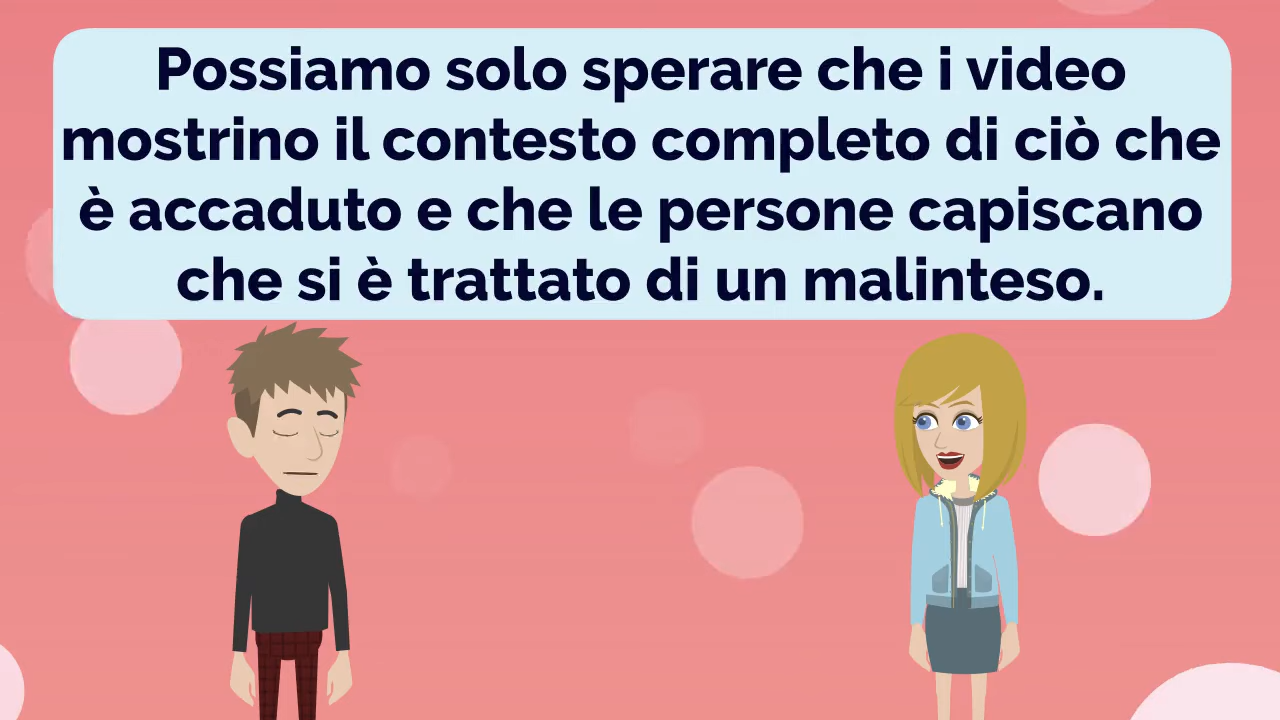 Possiamo solo sperare che i video
mostrino il contesto completo di ciò che
è accaduto e che le persone capiscano
che si è trattato di un malinteso.